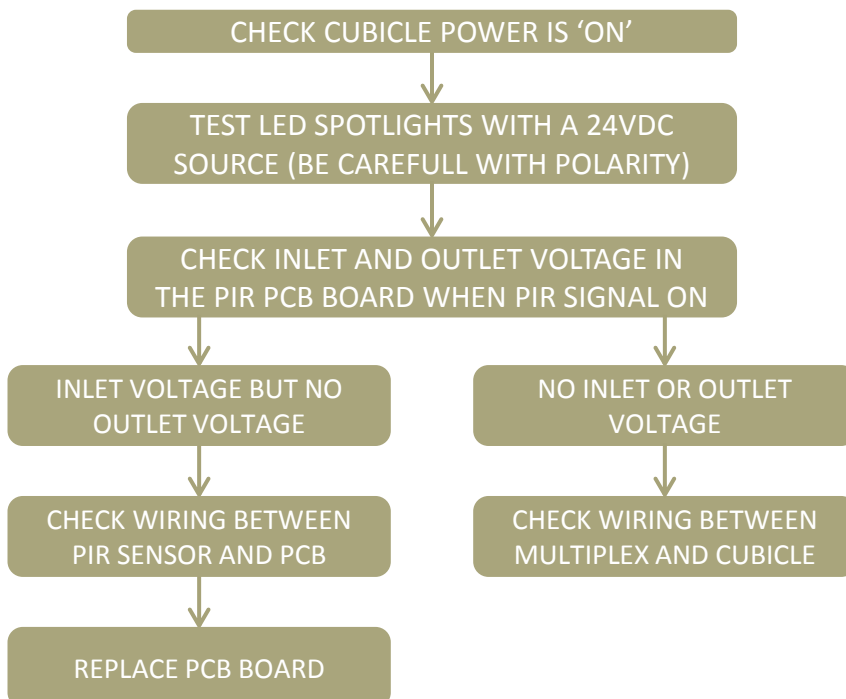 CHECK CUBICLE POWER IS ‘ON’
TEST LED SPOTLIGHTS WITH A 24VDC
SOURCE (BE CAREFULL WITH POLARITY)
CHECK INLET AND OUTLET VOLTAGE IN
THE PIR PCB BOARD WHEN PIR SIGNAL ON
INLET VOLTAGE BUT NO
OUTLET VOLTAGE
NO INLET OR OUTLET
VOLTAGE
CHECK WIRING BETWEEN
PIR SENSOR AND PCB
CHECK WIRING BETWEEN
MULTIPLEX AND CUBICLE
REPLACE PCB BOARD